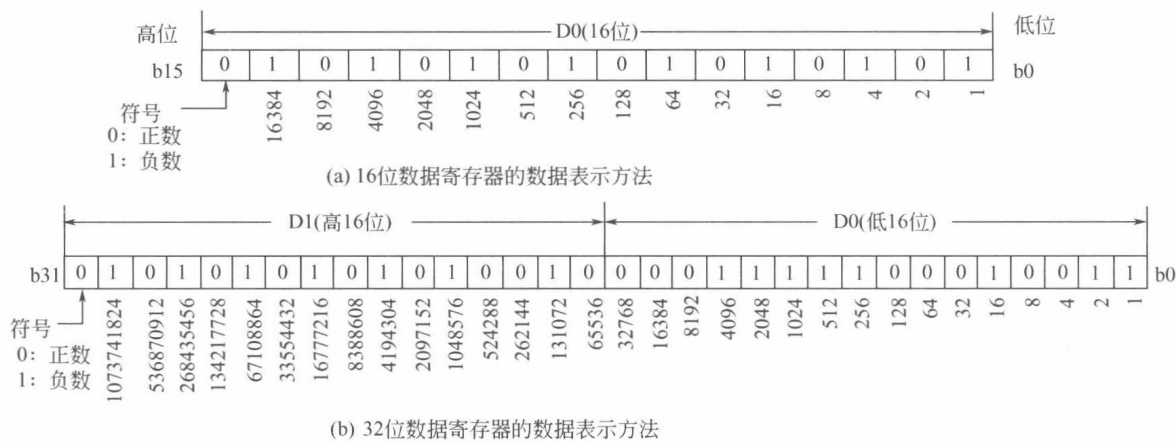 高位 D0(16位) 低位
b15 0 1 0 1 0 1 0 1 0 1 0 1 0 1 0 1 b0
符号 16384 8192 4096 2048 1024 512 256 128 64 32 16 8 4 2 1
0：正数
1：负数
(a) 16位数据寄存器的数据表示方法
D1(高16位) D0(低16位)
b31 0 1 0 1 0 1 0 1 0 1 0 1 0 0 1 0 0 0 0 1 1 1 1 1 0 0 0 1 0 0 1 1 b0
符号 1073741824 536870912 268435456 134217728 67108864 33554432 16777216 8388608 4194304 2097152 1048576 524288 262144 131072 65536 32768 16384 8192 4096 2048 1024 512 256 128 64 32 16 8 4 2 1
0：正数
1：负数
(b) 32位数据寄存器的数据表示方法